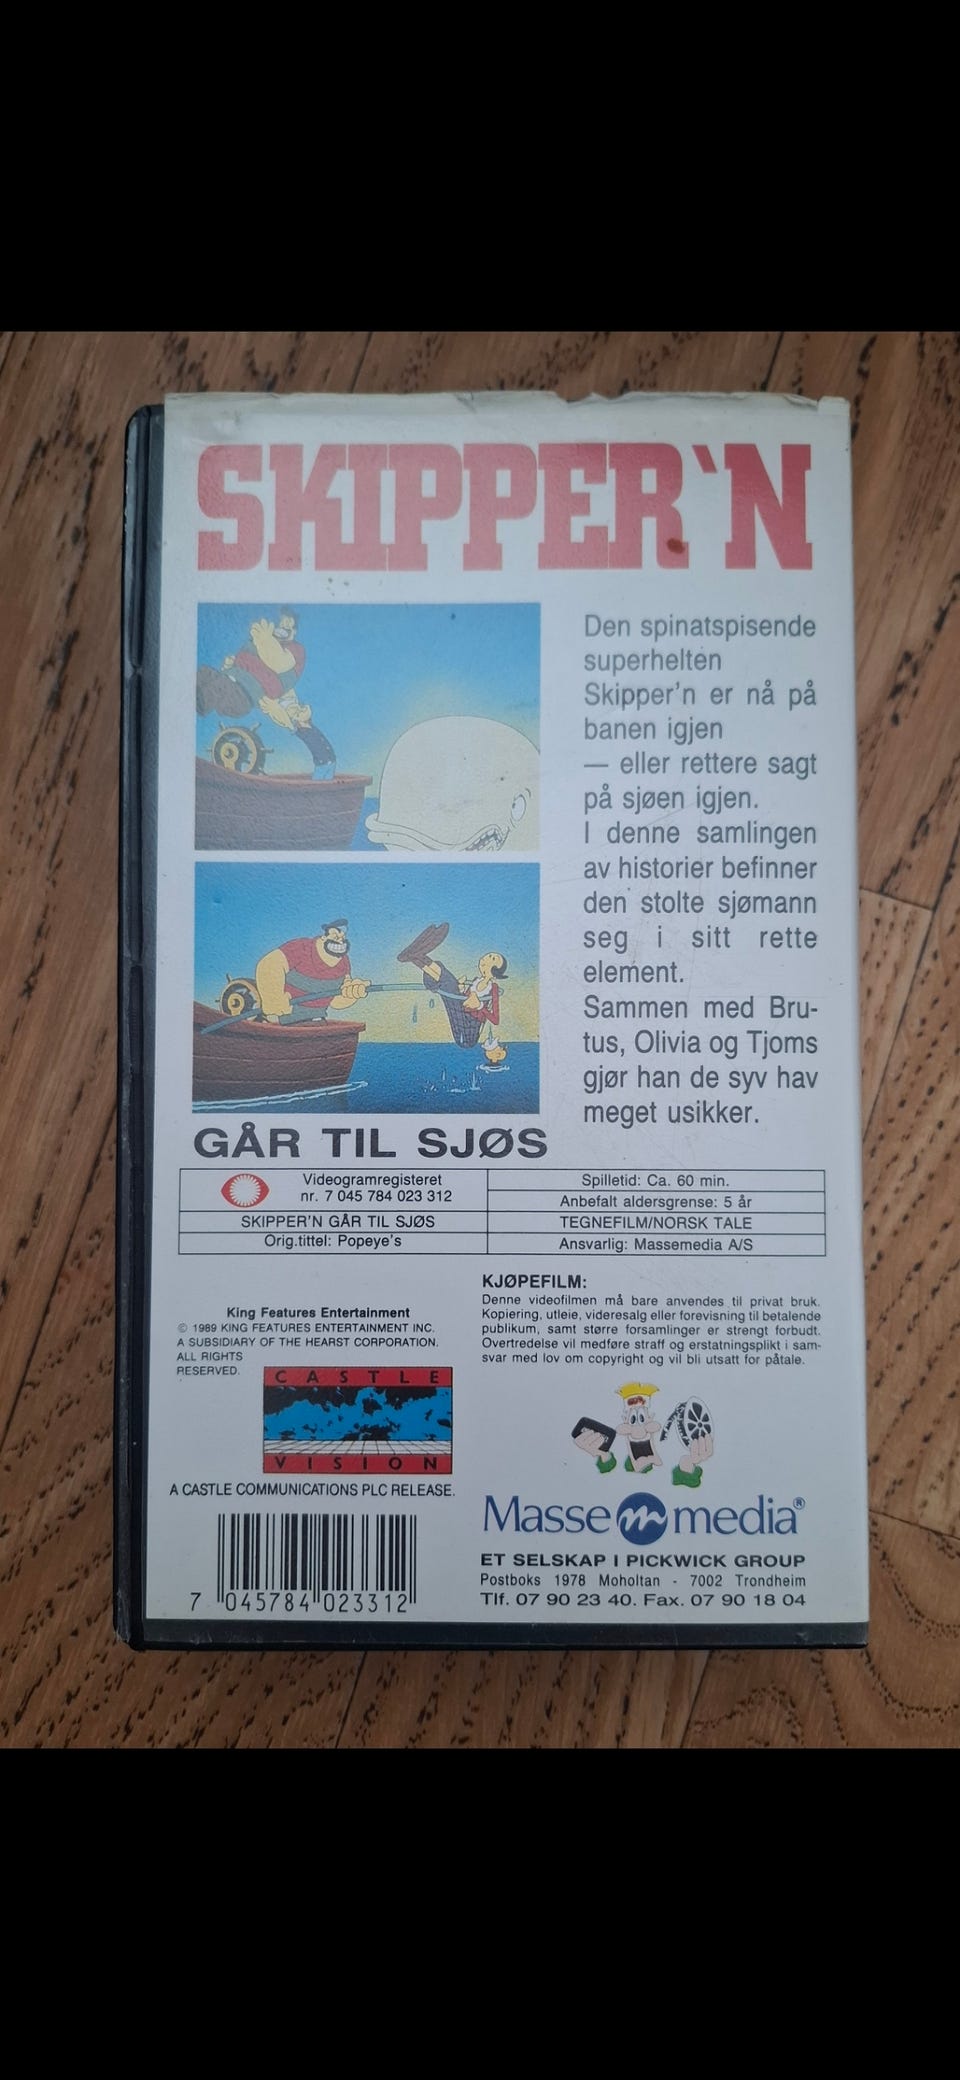 SKIPPER`N
Den spinatspisende
superhelten
Skipper'n er nå på
banen igjen
— eller rettere sagt
på sjøen igjen.
I denne samlingen
av historier befinner
den stolte sjømann
seg i sitt rette
element.
Sammen med Bru-
tus, Olivia og Tjoms
gjør han de syv hav
meget usikker.
GÅR TIL SJØS
Videogramregisteret
nr. 7 045 784 023 312
SKIPPER'N GÅR TIL SJØS
Orig.tittel: Popeye's
Spilletid: Ca. 60 min.
Anbefalt aldersgrense: 5 år
TEGNEFILM/NORSK TALE
Ansvarlig: Massemedia A/S
King Features Entertainment
© 1989 KING FEATURES ENTERTAINMENT INC.
A SUBSIDIARY OF THE HEARST CORPORATION.
ALL RIGHTS
RESERVED.
CASTLE
VISION
A CASTLE COMMUNICATIONS PLC RELEASE.
7 045784 023312
KJØPEFILM:
Denne videofilmen må bare anvendes til privat bruk.
Kopiering, utleie, videresalg eller forevisning til betalende
publikum, samt større forsamlinger er strengt forbudt.
Overtredelse vil medføre straff og erstatningsplikt i sam-
svar med lov om copyright og vil bli utsatt for påtale.
Masse m media®
ET SELSKAP I PICKWICK GROUP
Postboks 1978 Moholtan - 7002 Trondheim
Tlf. 07 90 23 40. Fax. 07 90 18 04